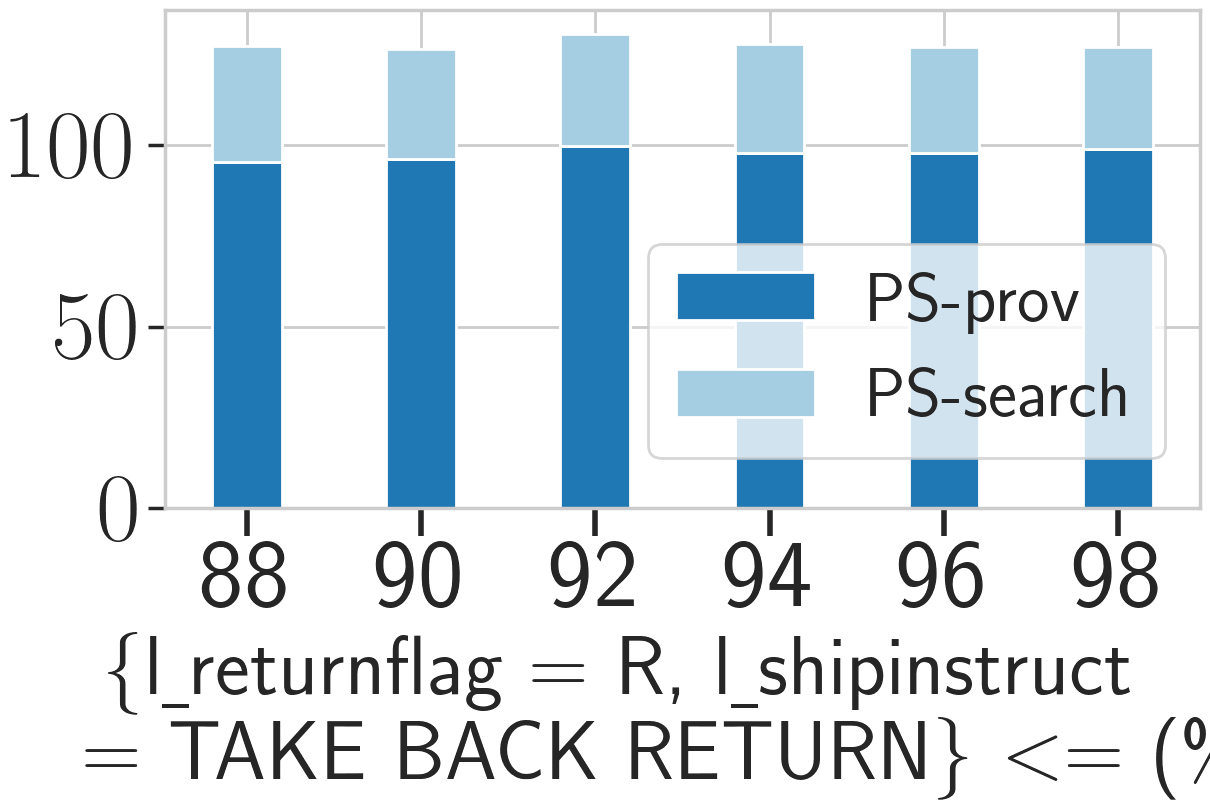 100
50
0
PS-prov
PS-search
88 90 92 94 96 98
{l_returnflag = R, l_shipinstruct
= TAKE BACK RETURN} <= (%